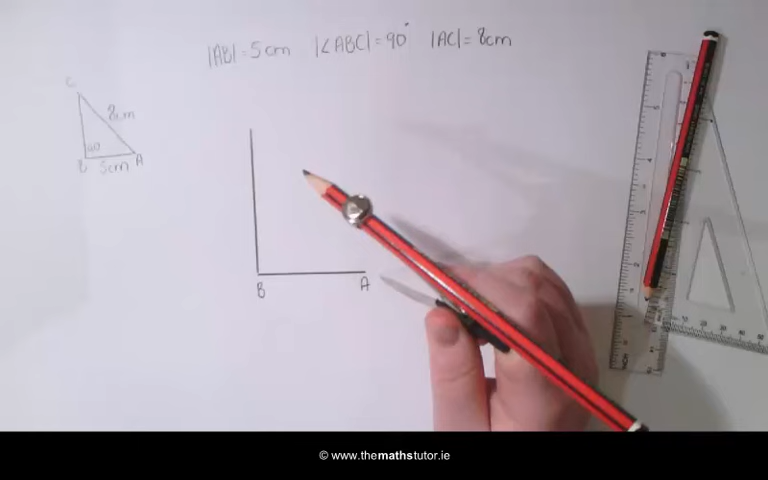 |AB| = 5cm |∠ABC| = 90° |AC| = 8cm
C
8cm
90
B 5cm A
B A
© www.themathstutor.ie